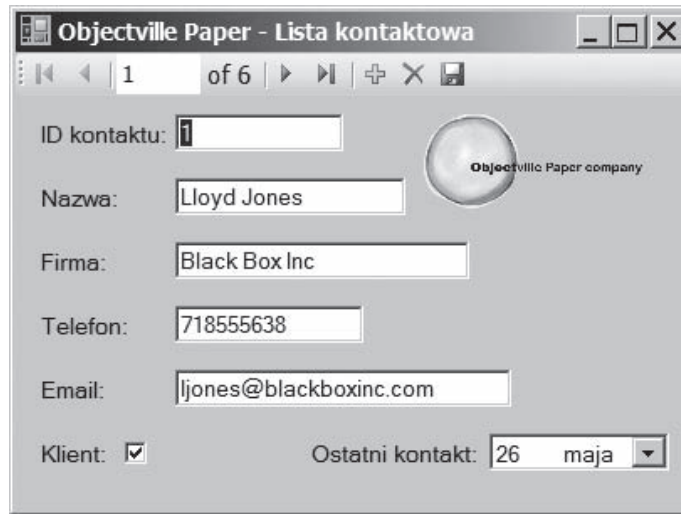 Objectville Paper - Lista kontaktowa
1 of 6
ID kontaktu: 1
Objectville Paper company
Nazwa: Lloyd Jones
Firma: Black Box Inc
Telefon: 718555638
Email: ljones@blackboxinc.com
Klient: Ostatni kontakt: 26 maja